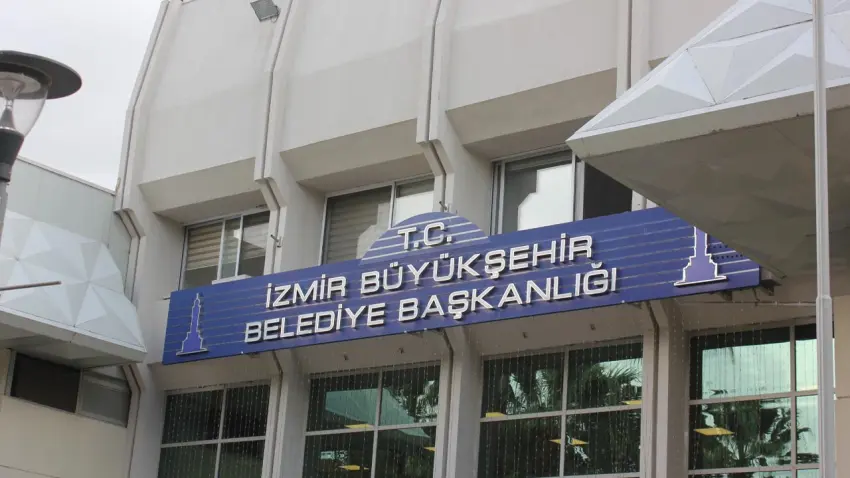 T.C.
İZMİR BÜYÜKŞEHİR
BELEDİYE BAŞKANLIĞI